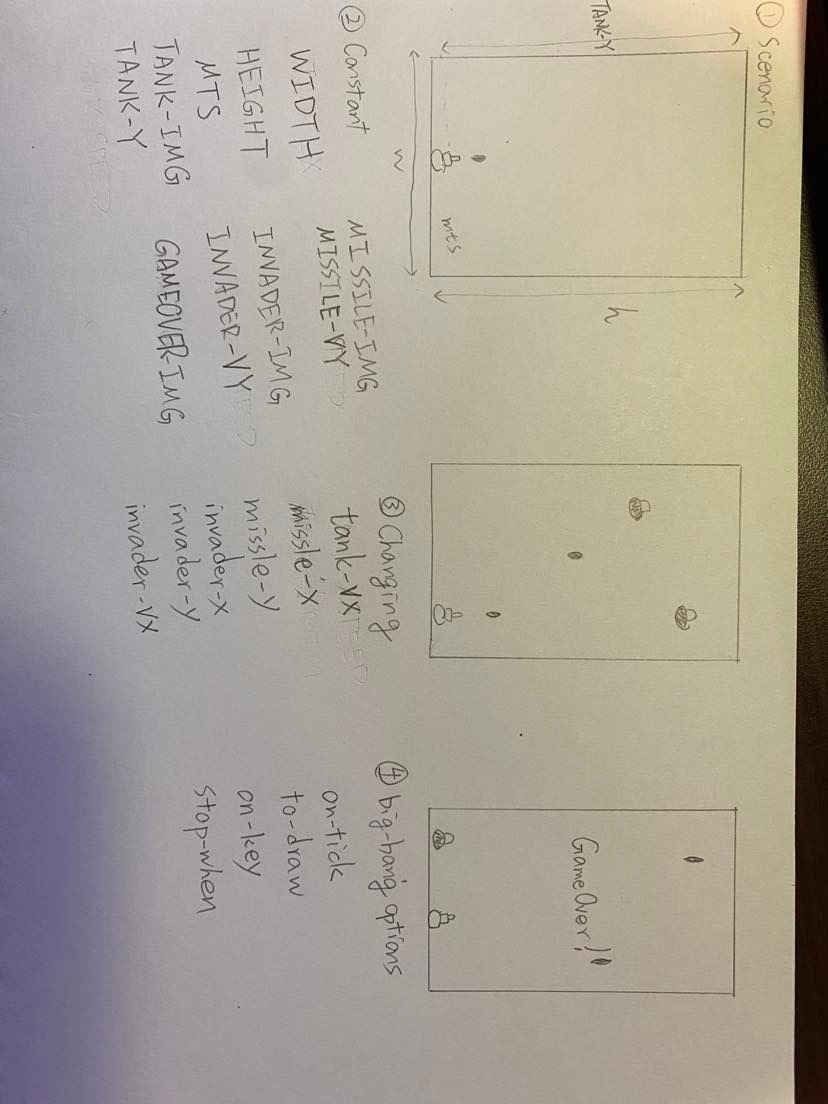 ① Scenario
TANK-Y
h
mts
w
Game Over!
② Constant
WIDTH
HEIGHT
MTS
TANK-IMG
TANK-Y
MISSILE-IMG
MISSILE-VY
INVADER-IMG
INVADER-VY
GAMEOVER-IMG
③ Changing
tank-VX
missle-x
missle-y
invader-x
invader-y
invader-vx
④ big-bang options
on-tick
to-draw
on-key
stop-when